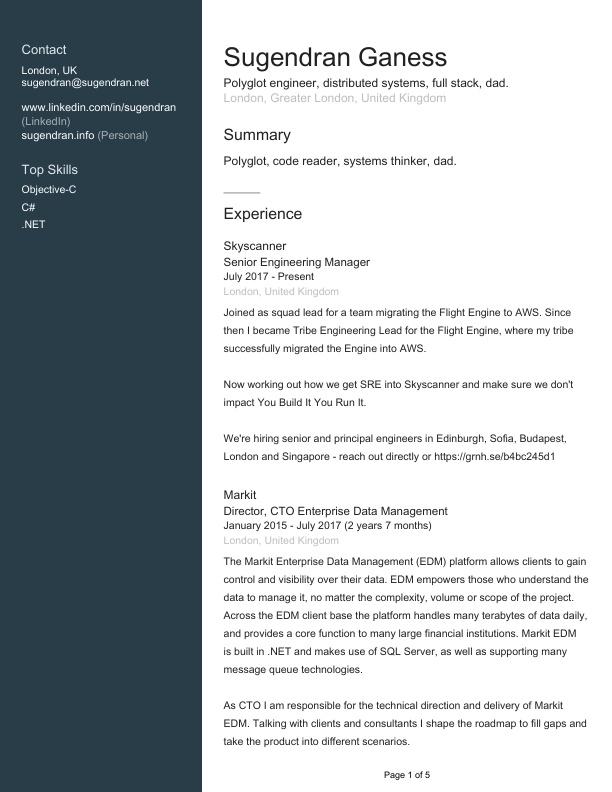 Contact
London, UK
sugendran@sugendran.net
www.linkedin.com/in/sugendran
(LinkedIn)
sugendran.info (Personal)
Top Skills
Objective-C
C#
.NET
Sugendran Ganess
Polyglot engineer, distributed systems, full stack, dad.
London, Greater London, United Kingdom
Summary
Polyglot, code reader, systems thinker, dad.
Experience
Skyscanner
Senior Engineering Manager
July 2017 - Present
London, United Kingdom
Joined as squad lead for a team migrating the Flight Engine to AWS. Since
then I became Tribe Engineering Lead for the Flight Engine, where my tribe
successfully migrated the Engine into AWS.
Now working out how we get SRE into Skyscanner and make sure we don't
impact You Build It You Run It.
We're hiring senior and principal engineers in Edinburgh, Sofia, Budapest,
London and Singapore - reach out directly or https://grnh.se/b4bc245d1
Markit
Director, CTO Enterprise Data Management
January 2015 - July 2017 (2 years 7 months)
London, United Kingdom
The Markit Enterprise Data Management (EDM) platform allows clients to gain
control and visibility over their data. EDM empowers those who understand the
data to manage it, no matter the complexity, volume or scope of the project.
Across the EDM client base the platform handles many terabytes of data daily,
and provides a core function to many large financial institutions. Markit EDM
is built in .NET and makes use of SQL Server, as well as supporting many
message queue technologies.
As CTO I am responsible for the technical direction and delivery of Markit
EDM. Talking with clients and consultants I shape the roadmap to fill gaps and
take the product into different scenarios.
Page 1 of 5